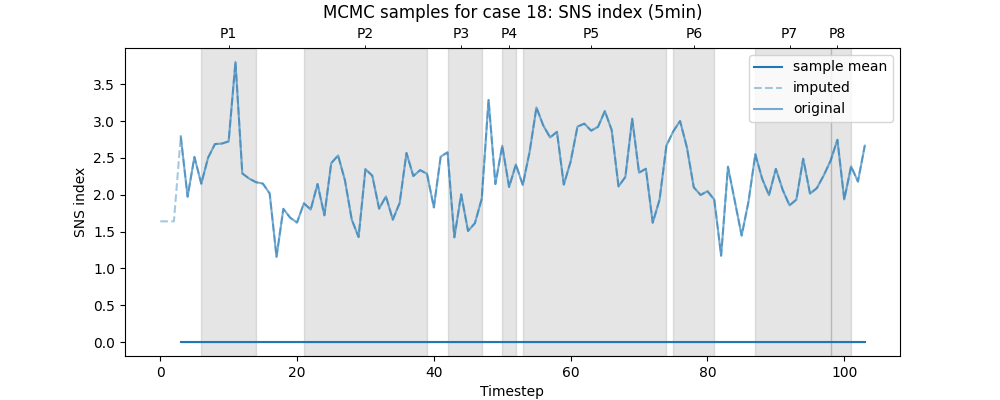 MCMC samples for case 18: SNS index (5min)
P1 P2 P3 P4 P5 P6 P7 P8
sample mean
imputed
original
SNS index
3.5
3.0
2.5
2.0
1.5
1.0
0.5
0.0
0 20 40 60 80 100
Timestep